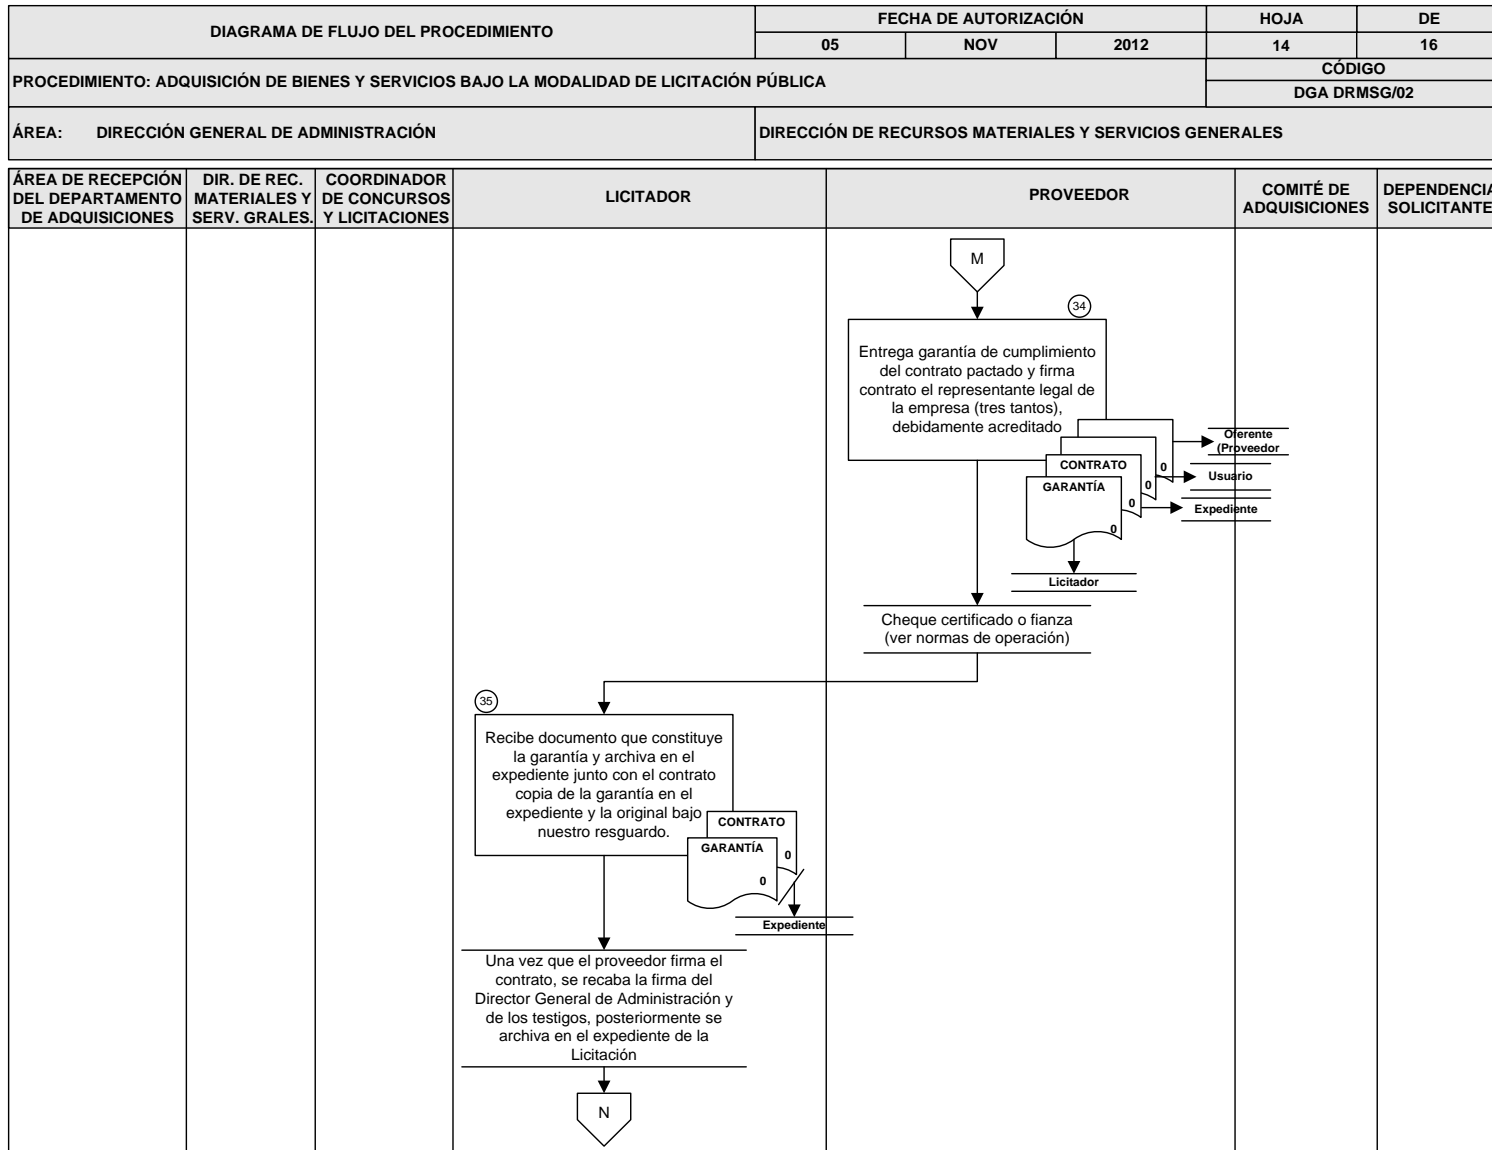 DIAGRAMA DE FLUJO DEL PROCEDIMIENTO
FECHA DE AUTORIZACIÓN
HOJA
DE
05
NOV
2012
14
16
PROCEDIMIENTO: ADQUISICIÓN DE BIENES Y SERVICIOS BAJO LA MODALIDAD DE LICITACIÓN PÚBLICA
CÓDIGO
DGA DRMSG/02
ÁREA: DIRECCIÓN GENERAL DE ADMINISTRACIÓN
DIRECCIÓN DE RECURSOS MATERIALES Y SERVICIOS GENERALES
ÁREA DE RECEPCIÓN
DEL DEPARTAMENTO
DE ADQUISICIONES
DIR. DE REC.
MATERIALES Y
SERV. GRALES.
COORDINADOR
DE CONCURSOS
Y LICITACIONES
LICITADOR
PROVEEDOR
COMITÉ DE
ADQUISICIONES
DEPENDENCIA
SOLICITANTE
M
34
Entrega garantía de cumplimiento
del contrato pactado y firma
contrato el representante legal de
la empresa (tres tantos),
debidamente acreditado
Oferente
(Proveedor
CONTRATO
0
Usuario
GARANTÍA
0
0
Expediente
0
Licitador
Cheque certificado o fianza
(ver normas de operación)
35
Recibe documento que constituye
la garantía y archiva en el
expediente junto con el contrato
copia de la garantía en el
expediente y la original bajo
nuestro resguardo.
CONTRATO
GARANTÍA
0
0
Expediente
Una vez que el proveedor firma el
contrato, se recaba la firma del
Director General de Administración y
de los testigos, posteriormente se
archiva en el expediente de la
Licitación
N